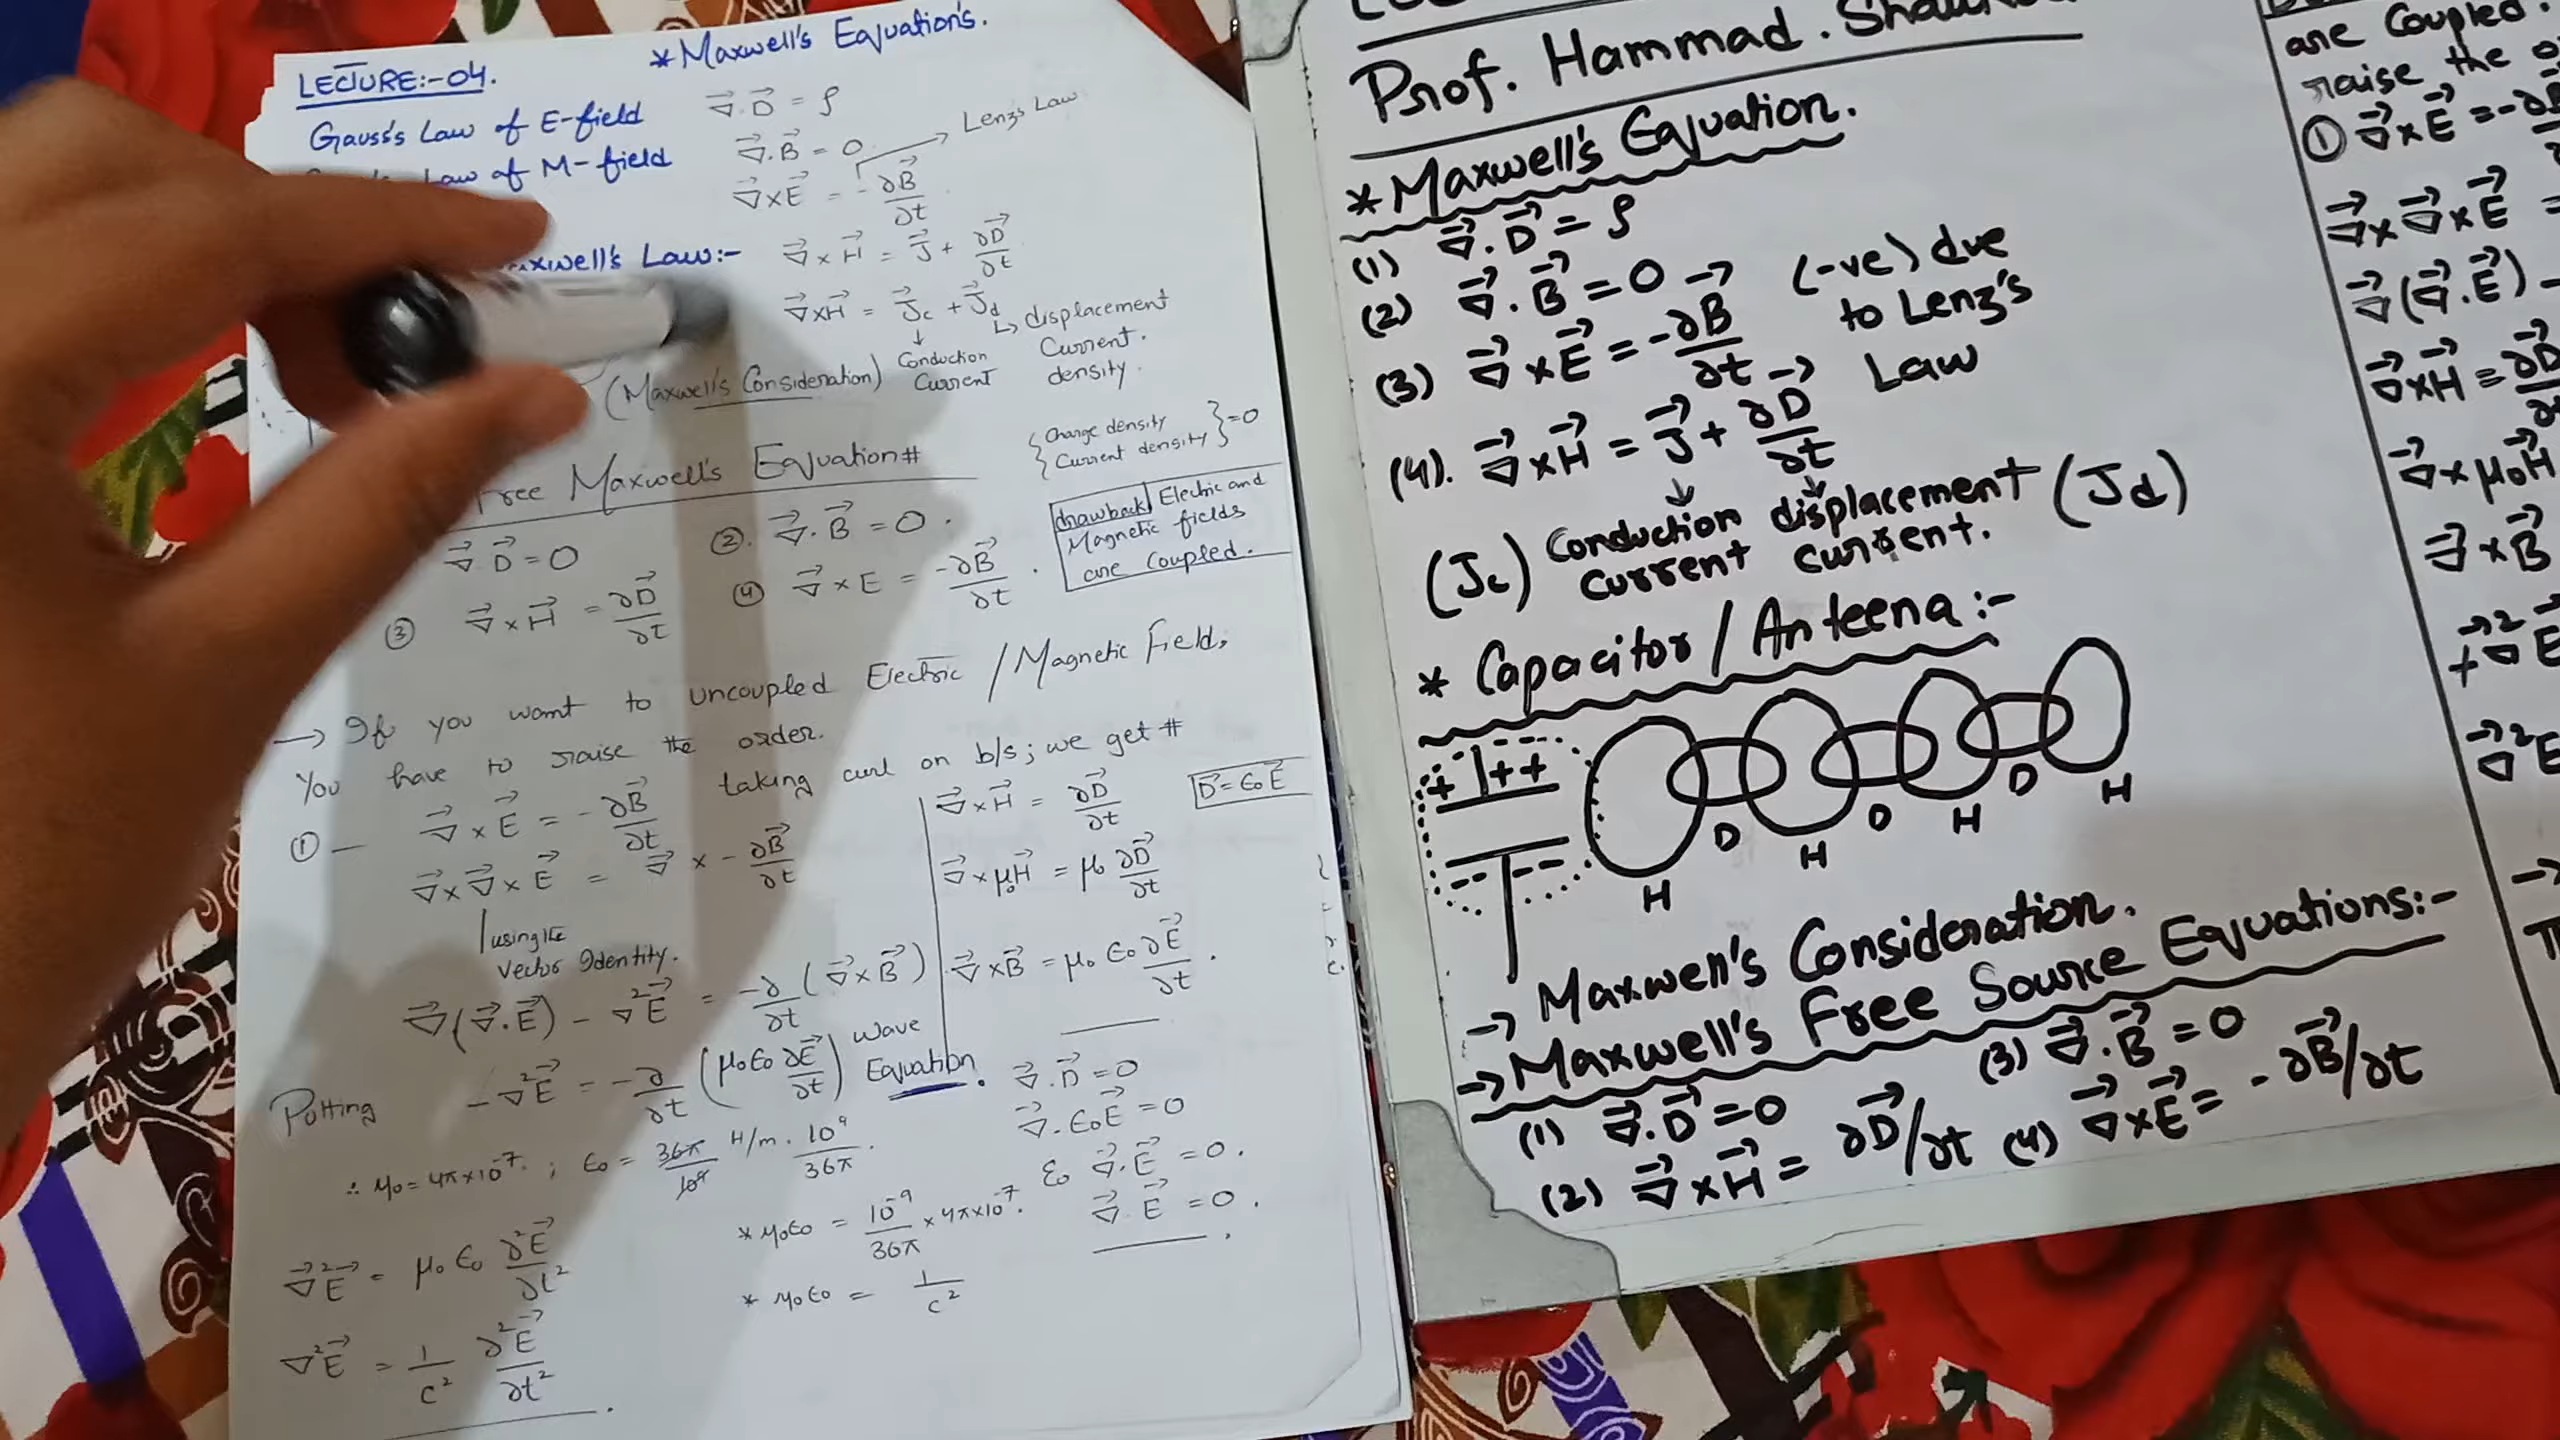 LECTURE:-04.
*Maxwell's Equation's.
Gauss's Law of E-field
∇⃗.D⃗ = ρ
Law of M-field
∇⃗.B⃗ = 0
Lenz's Law
∇⃗×E⃗ = -∂B⃗/∂t
Maxwell's Law:-
∇⃗×H⃗ = J⃗ + ∂D⃗/∂t
∇⃗×H⃗ = J⃗c + J⃗d
↳ displacement
Current.
density.
↓
Conduction
Current
(Maxwell's Consideration)
{Charge density
Current density} = 0
Free Maxwell's Equation#
∇⃗.D⃗ = 0
②. ∇⃗.B⃗ = 0.
③ ∇⃗×H⃗ = ∂D⃗/∂t
④ ∇⃗×E = -∂B⃗/∂t.
drawback| Electric and
Magnetic fields
are Coupled.
→ If you want to uncoupled Electric / Magnetic Field,
You have to raise the order.
taking curl on b/s; we get #
① — ∇⃗×E⃗ = -∂B⃗/∂t
∇⃗×∇⃗×E⃗ = ∇⃗ × -∂B⃗/∂t
using the
Vector Identity.
∇⃗(∇⃗.E⃗) - ∇²E⃗ = -∂/∂t (∇⃗×B⃗)
Putting -∇²E⃗ = -∂/∂t (μ₀ε₀ ∂E⃗/∂t)
wave
Equation.
∇⃗×H⃗ = ∂D⃗/∂t
D⃗ = ε₀E⃗
∇⃗×μ₀H⃗ = μ₀ ∂D⃗/∂t
∇⃗×B⃗ = μ₀ε₀ ∂E⃗/∂t.
∇⃗.D⃗ = 0
∇⃗.ε₀E⃗ = 0
ε₀ ∇⃗.E⃗ = 0.
∇⃗.E⃗ = 0.
∴ μ₀ = 4π×10⁻⁷. ; ε₀ = 36π/10⁹ H/m. 10⁹/36π.
*μ₀ε₀ = 10⁻⁹/36π × 4π×10⁻⁷.
* μ₀ε₀ = 1/c²
∇⃗²E⃗ = μ₀ε₀ ∂²E⃗/∂t²
∇²E⃗ = 1/c² ∂²E⃗/∂t²
Prof. Hammad.
* Maxwell's Equation.
(1) ∇⃗.D⃗ = ρ
(2) ∇⃗.B⃗ = 0
(3) ∇⃗×E⃗ = -∂B⃗/∂t
(-ve) due
to Lenz's
Law
(4). ∇⃗×H⃗ = J⃗ + ∂D⃗/∂t
(Jc) Conduction
current
displacement (Jd)
current.
* Capacitor / Anteena:-
+ | + +
- - - -
H D H D H D H
→ Maxwell's Consideration.
→ Maxwell's Free Source Equations:-
(1) ∇⃗.D⃗ = 0
(3) ∇⃗.B⃗ = 0
(2) ∇⃗×H⃗ = ∂D⃗/∂t
(4) ∇⃗×E⃗ = -∂B⃗/∂t
are Coupled.
raise the
① ∇⃗×E⃗ = -∂B
∇⃗×∇⃗×E⃗ =
∇⃗(∇⃗.E⃗) -
∇⃗×H⃗ = ∂D⃗
∇⃗×μ₀H⃗
∇⃗×B⃗
+∇⃗²E⃗
∇⃗²E